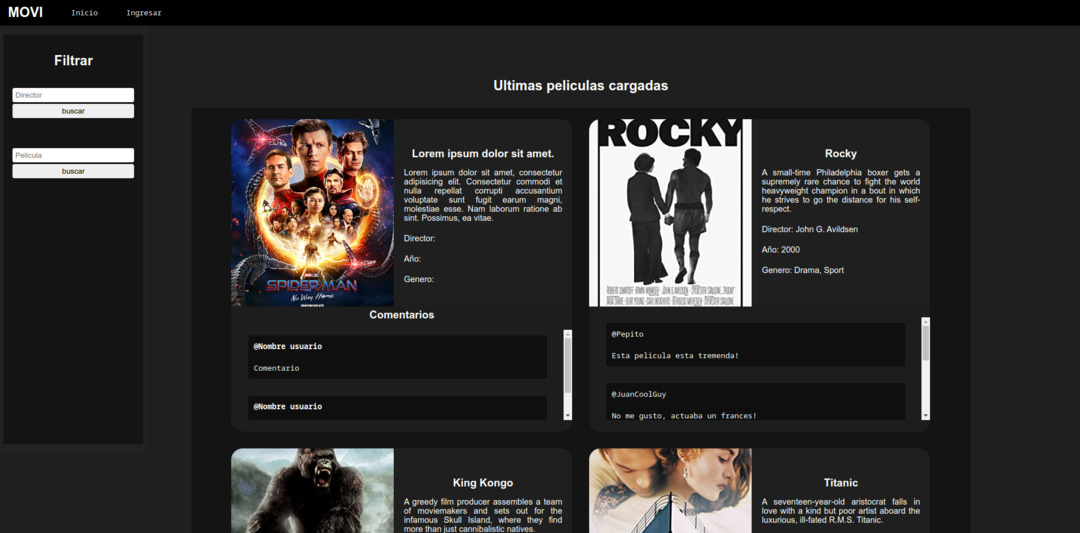 MOVI
Inicio
Ingresar
Filtrar
Director
buscar
Pelicula
buscar
Ultimas peliculas cargadas
SPIDER-MAN
No Way Home
Lorem ipsum dolor sit amet.
Lorem ipsum dolor sit amet, consectetur
adipisicing elit. Consectetur commodi et
nulla repellat corrupti accusantium
voluptate sunt fugit earum magni,
molestiae esse. Nam laborum ratione ab
sint. Possimus, ea vitae.
Director:
Año:
Genero:
Comentarios
@Nombre usuario
Comentario
@Nombre usuario
ROCKY
Rocky
A small-time Philadelphia boxer gets a
supremely rare chance to fight the world
heavyweight champion in a bout in which
he strives to go the distance for his self-
respect.
Director: John G. Avildsen
Año: 2000
Genero: Drama, Sport
@Pepito
Esta pelicula esta tremenda!
@JuanCoolGuy
No me gusto, actuaba un frances!
King Kongo
A greedy film producer assembles a team
of moviemakers and sets out for the
infamous Skull Island, where they find
more than just cannibalistic natives.
Titanic
A seventeen-year-old aristocrat falls in
love with a kind but poor artist aboard the
luxurious, ill-fated R.M.S. Titanic.